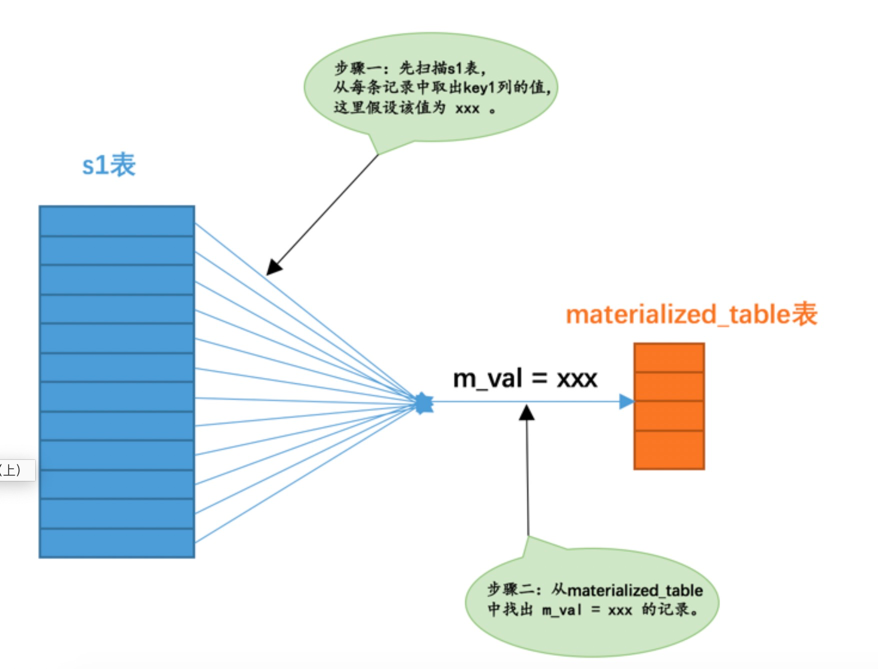 步骤一：先扫描s1表，
从每条记录中取出key1列的值，
这里假设该值为 xxx 。
s1表
materialized_table表
m_val = xxx
(上)
步骤二：从materialized_table
中找出 m_val = xxx 的记录。